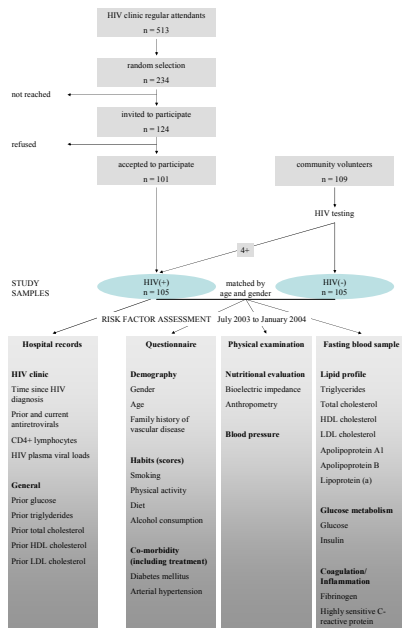 HIV clinic regular attendants
n = 513
random selection
n = 234
not reached
invited to participate
n = 124
refused
accepted to participate
n = 101
community volunteers
n = 109
HIV testing
4+
STUDY
SAMPLES
HIV(+)
n = 105
matched by
age and gender
HIV(-)
n = 105
RISK FACTOR ASSESSMENT July 2003 to January 2004
Hospital records
HIV clinic
Time since HIV
diagnosis
Prior and current
antiretrovirals
CD4+ lymphocytes
HIV plasma viral loads
General
Prior glucose
Prior triglyderides
Prior total cholesterol
Prior HDL cholesterol
Prior LDL cholesterol
Questionnaire
Demography
Gender
Age
Family history of
vascular disease
Habits (scores)
Smoking
Physical activity
Diet
Alcohol consumption
Co-morbidity
(including treatment)
Diabetes mellitus
Arterial hypertension
Physical examination
Nutritional evaluation
Bioelectric impedance
Anthropometry
Blood pressure
Fasting blood sample
Lipid profile
Triglycerides
Total cholesterol
HDL cholesterol
LDL cholesterol
Apolipoprotein A1
Apolipoprotein B
Lipoprotein (a)
Glucose metabolism
Glucose
Insulin
Coagulation/
Inflammation
Fibrinogen
Highly sensitive C-
reactive protein